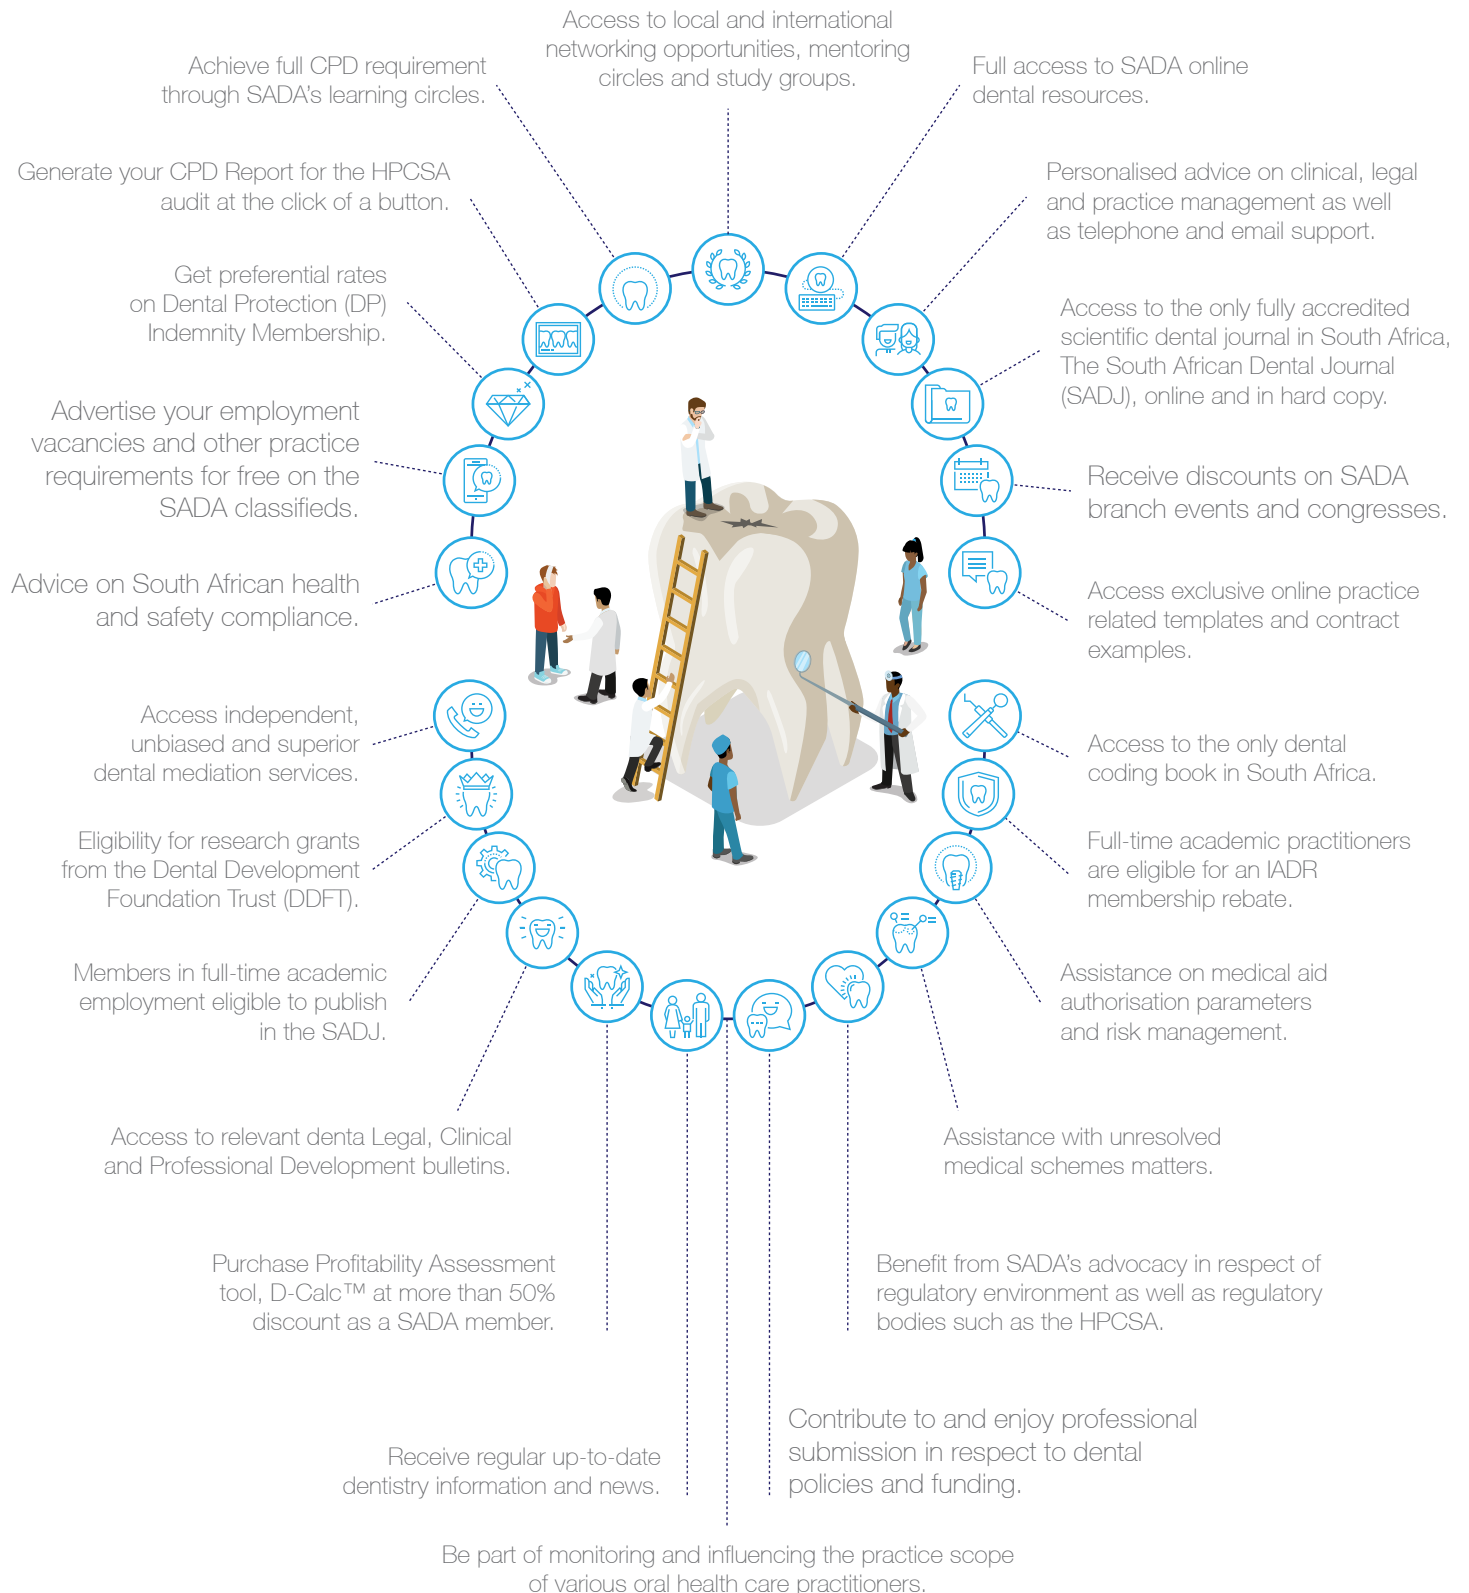 Access to local and international
networking opportunities, mentoring
circles and study groups.
Achieve full CPD requirement
through SADA's learning circles.
Full access to SADA online
dental resources.
Generate your CPD Report for the HPCSA
audit at the click of a button.
Personalised advice on clinical, legal
and practice management as well
as telephone and email support.
Get preferential rates
on Dental Protection (DP)
Indemnity Membership.
Access to the only fully accredited
scientific dental journal in South Africa,
The South African Dental Journal
(SADJ), online and in hard copy.
Advertise your employment
vacancies and other practice
requirements for free on the
SADA classifieds.
Receive discounts on SADA
branch events and congresses.
Advice on South African health
and safety compliance.
Access exclusive online practice
related templates and contract
examples.
Access independent,
unbiased and superior
dental mediation services.
Access to the only dental
coding book in South Africa.
Eligibility for research grants
from the Dental Development
Foundation Trust (DDFT).
Full-time academic practitioners
are eligible for an IADR
membership rebate.
Members in full-time academic
employment eligible to publish
in the SADJ.
Assistance on medical aid
authorisation parameters
and risk management.
Access to relevant denta Legal, Clinical
and Professional Development bulletins.
Assistance with unresolved
medical schemes matters.
Purchase Profitability Assessment
tool, D-Calc™ at more than 50%
discount as a SADA member.
Benefit from SADA's advocacy in respect of
regulatory environment as well as regulatory
bodies such as the HPCSA.
Receive regular up-to-date
dentistry information and news.
Contribute to and enjoy professional
submission in respect to dental
policies and funding.
Be part of monitoring and influencing the practice scope
of various oral health care practitioners.